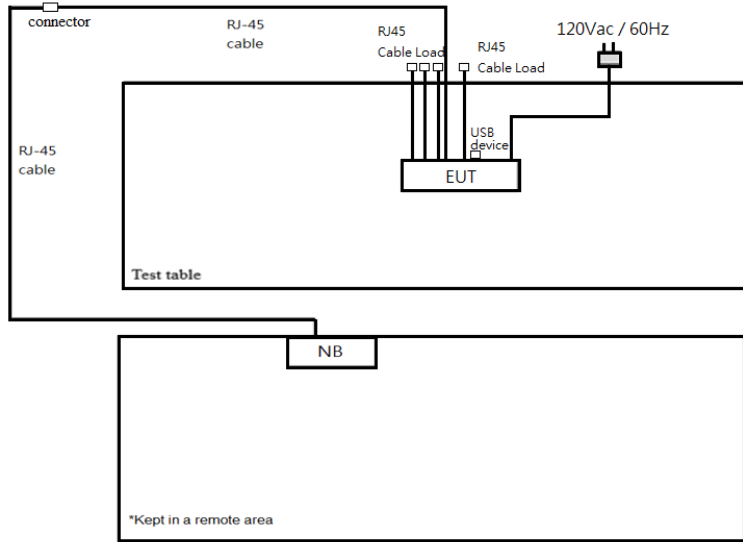 connector
RJ-45
cable
RJ45
Cable Load
RJ45
Cable Load
120Vac / 60Hz
RJ-45
cable
USB
device
EUT
Test table
NB
*Kept in a remote area